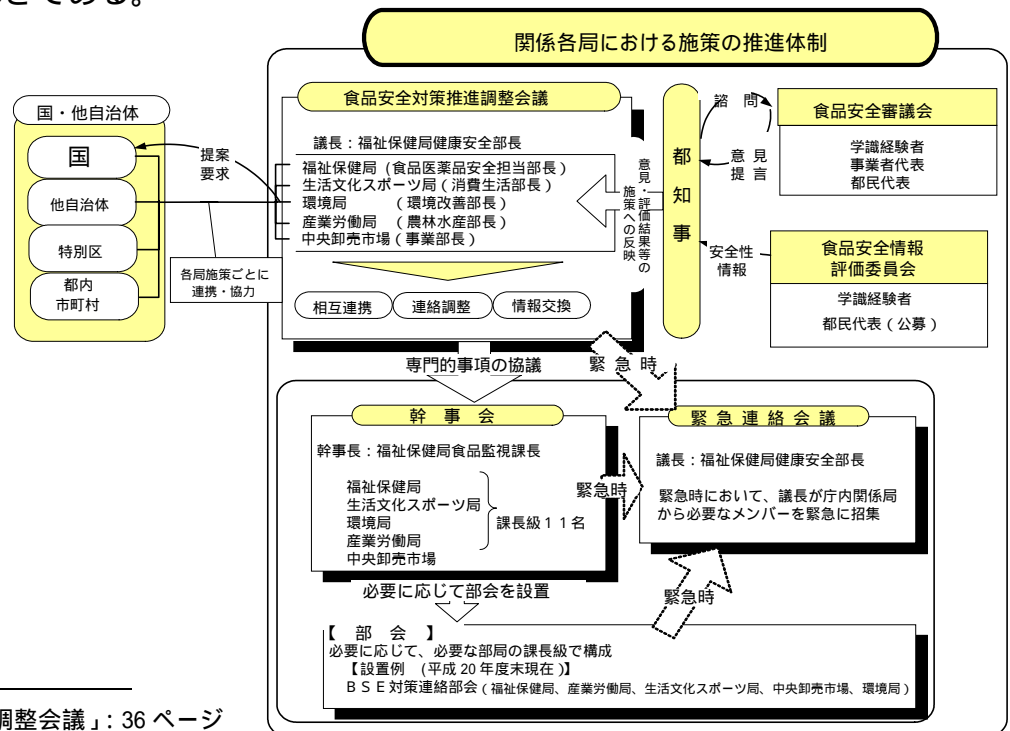 である。
関係各局における施策の推進体制
国・他自治体
国
他自治体
特別区
都内
市町村
提案
要求
各局施策ごとに
連携・協力
食品安全対策推進調整会議
議長：福祉保健局健康安全部長
福祉保健局（食品医薬品安全担当部長）
生活文化スポーツ局（消費生活部長）
環境局　　　（環境改善部長）
産業労働局　（農林水産部長）
中央卸売市場（事業部長）
相互連携
連絡調整
情報交換
意見・評価結果等の
施策への反映
都知事
諮問
意見
提言
安全性
情報
食品安全審議会
学識経験者
事業者代表
都民代表
食品安全情報
評価委員会
学識経験者
都民代表（公募）
専門的事項の協議
緊急時
幹事会
幹事長：福祉保健局食品監視課長
福祉保健局
生活文化スポーツ局
環境局
産業労働局
中央卸売市場
課長級１１名
緊急時
緊急連絡会議
議長：福祉保健局健康安全部長
緊急時において、議長が庁内関係局
から必要なメンバーを緊急に招集
必要に応じて部会を設置
緊急時
【　部　会　】
必要に応じて、必要な部局の課長級で構成
【設置例　(平成20年度末現在)】
ＢＳＥ対策連絡部会（福祉保健局、産業労働局、生活文化スポーツ局、中央卸売市場、環境局）
調整会議」：36ページ